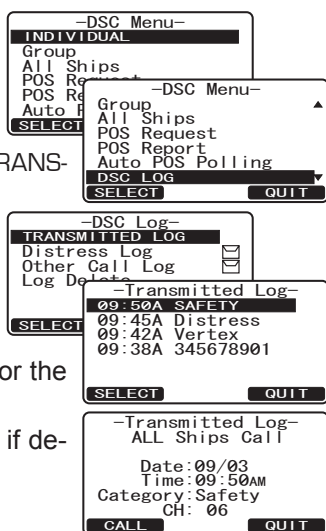 -DSC Menu-
INDIVIDUAL
Group
All Ships
POS Request
POS Re
Auto P
SELECT
-DSC Menu-
Group
All Ships
POS Request
POS Report
Auto POS Polling
DSC LOG
SELECT QUIT
RANS-
-DSC Log-
TRANSMITTED LOG
Distress Log
Other Call Log
Log Delete
SELECT
-Transmitted Log-
09:50A SAFETY
09:45A Distress
09:42A Vertex
09:38A 345678901
SELECT QUIT
or the
if de-
-Transmitted Log-
ALL Ships Call
Date:09/03
Time:09:50AM
Category:Safety
CH: 06
CALL QUIT